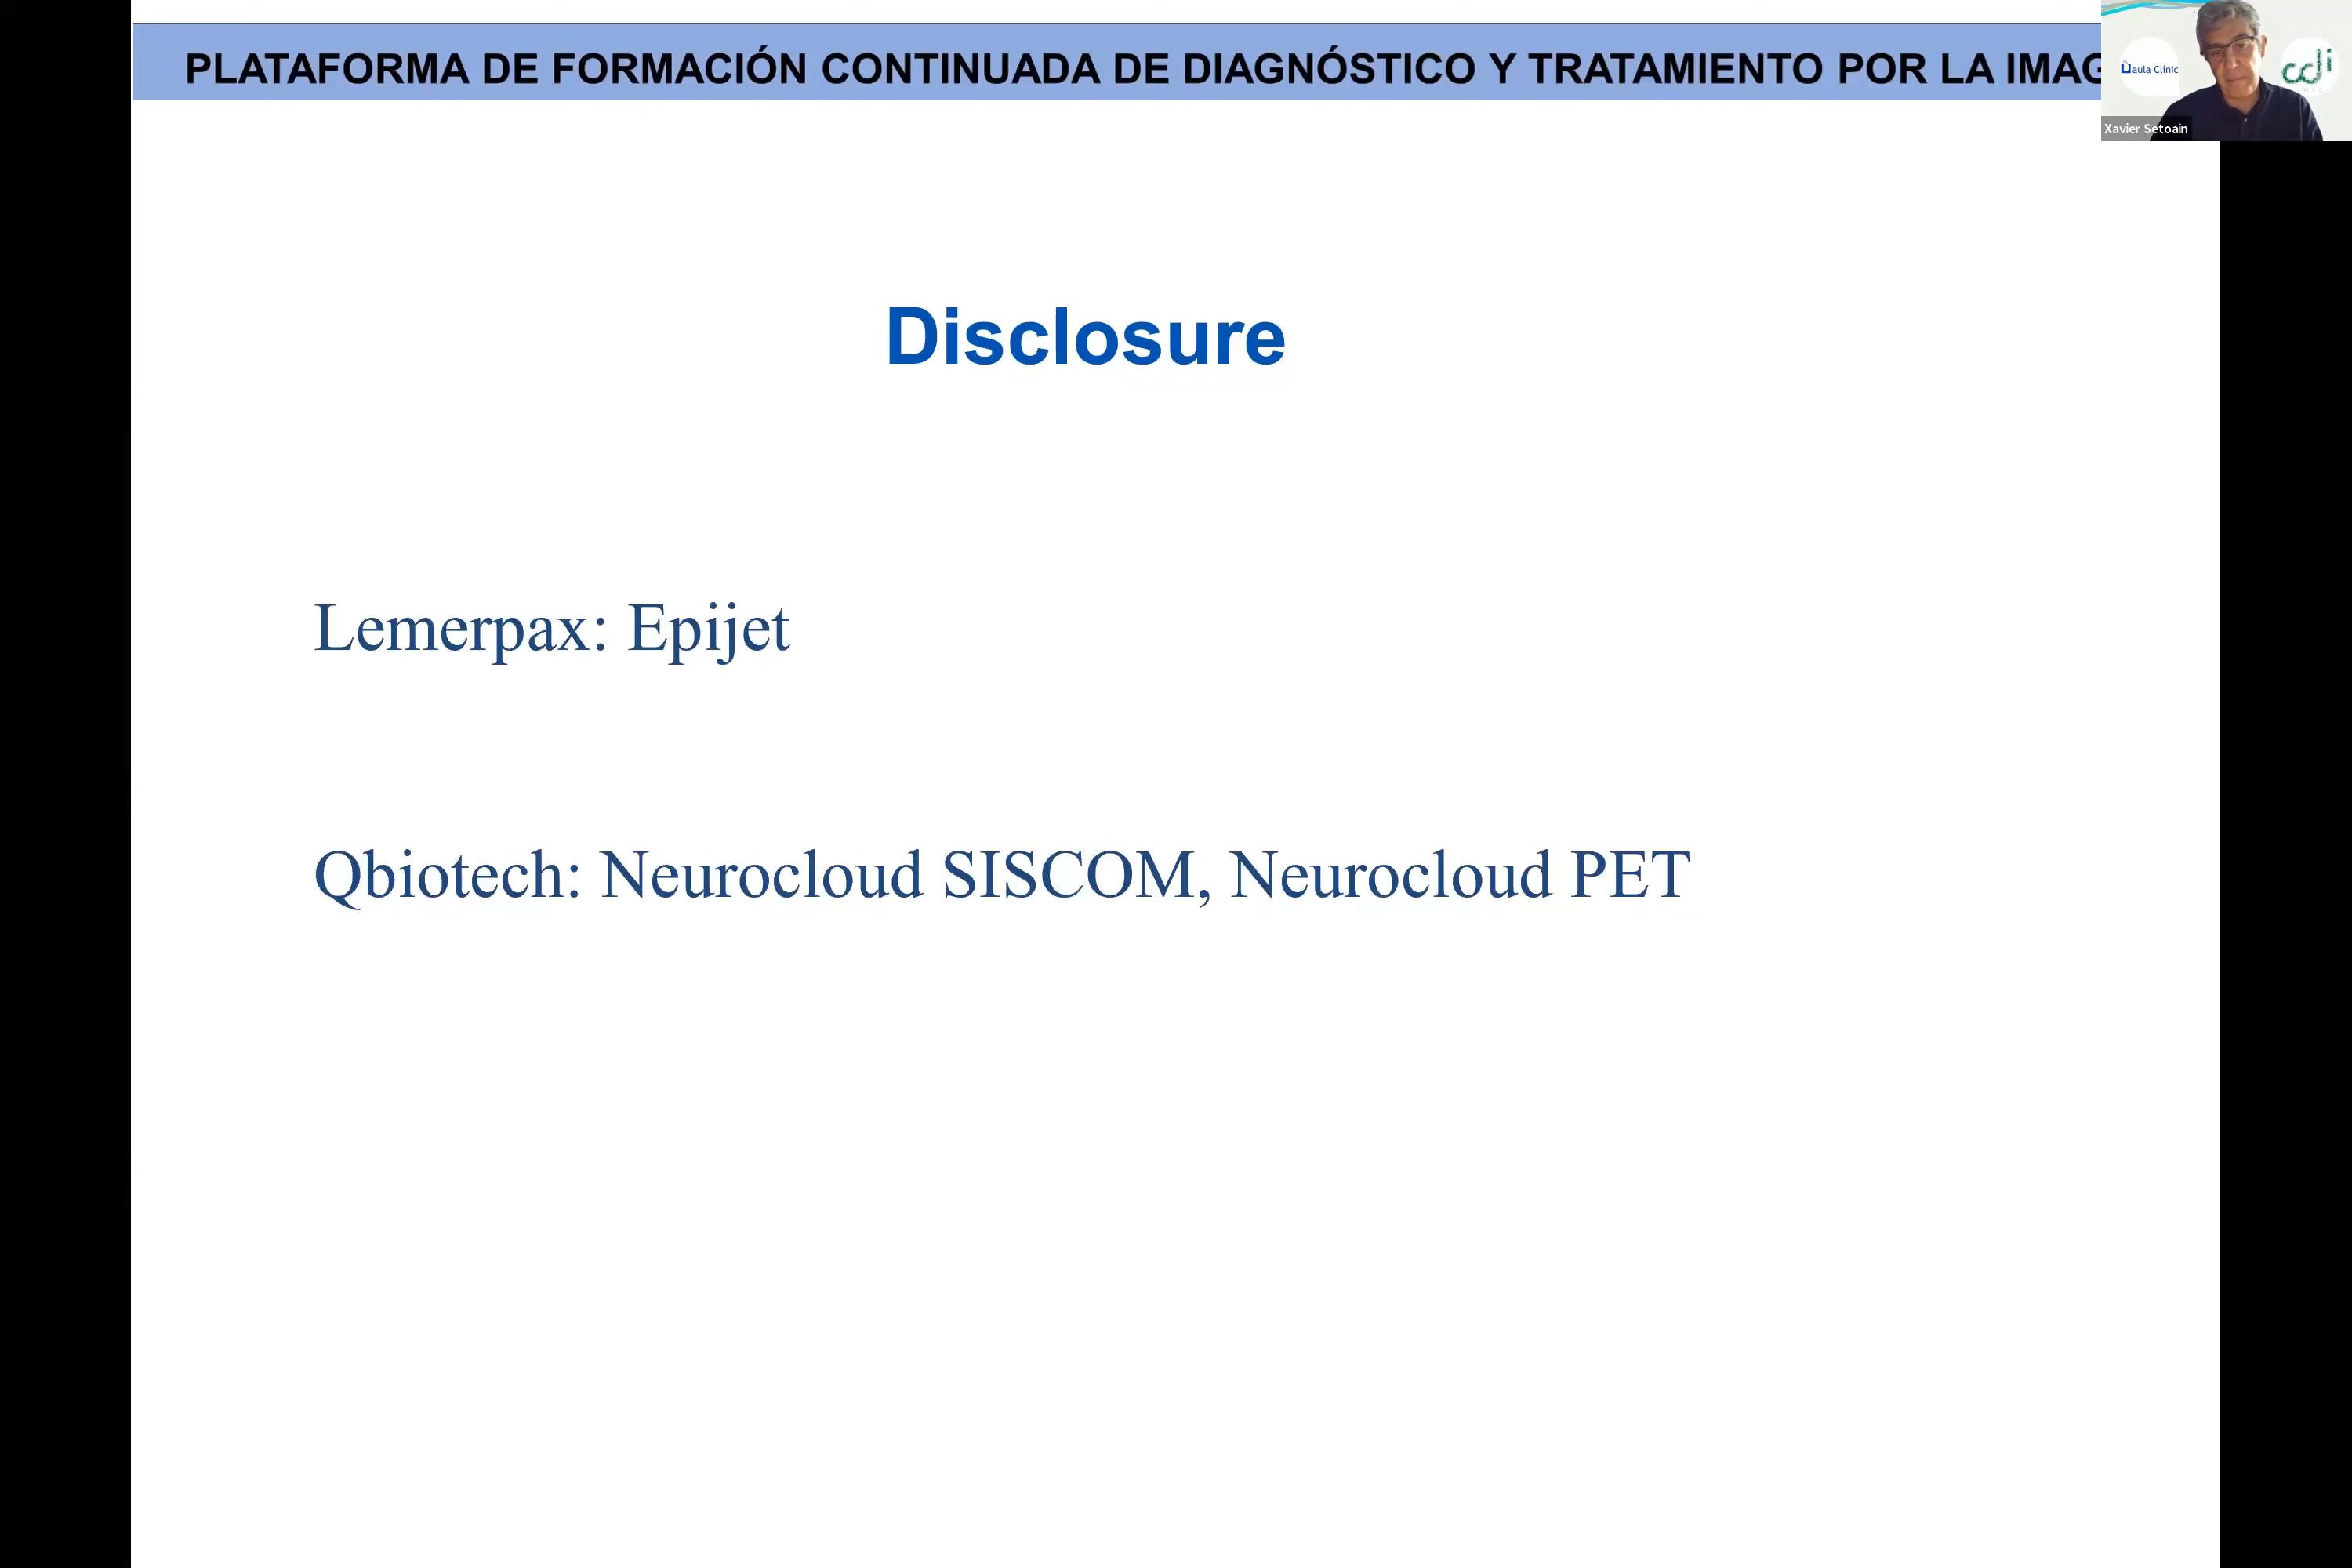 PLATAFORMA DE FORMACIÓN CONTINUADA DE DIAGNÓSTICO Y TRATAMIENTO POR LA IMAG
aula Clínic
cdi
Xavier Setoain
Disclosure
Lemerpax: Epijet
Qbiotech: Neurocloud SISCOM, Neurocloud PET